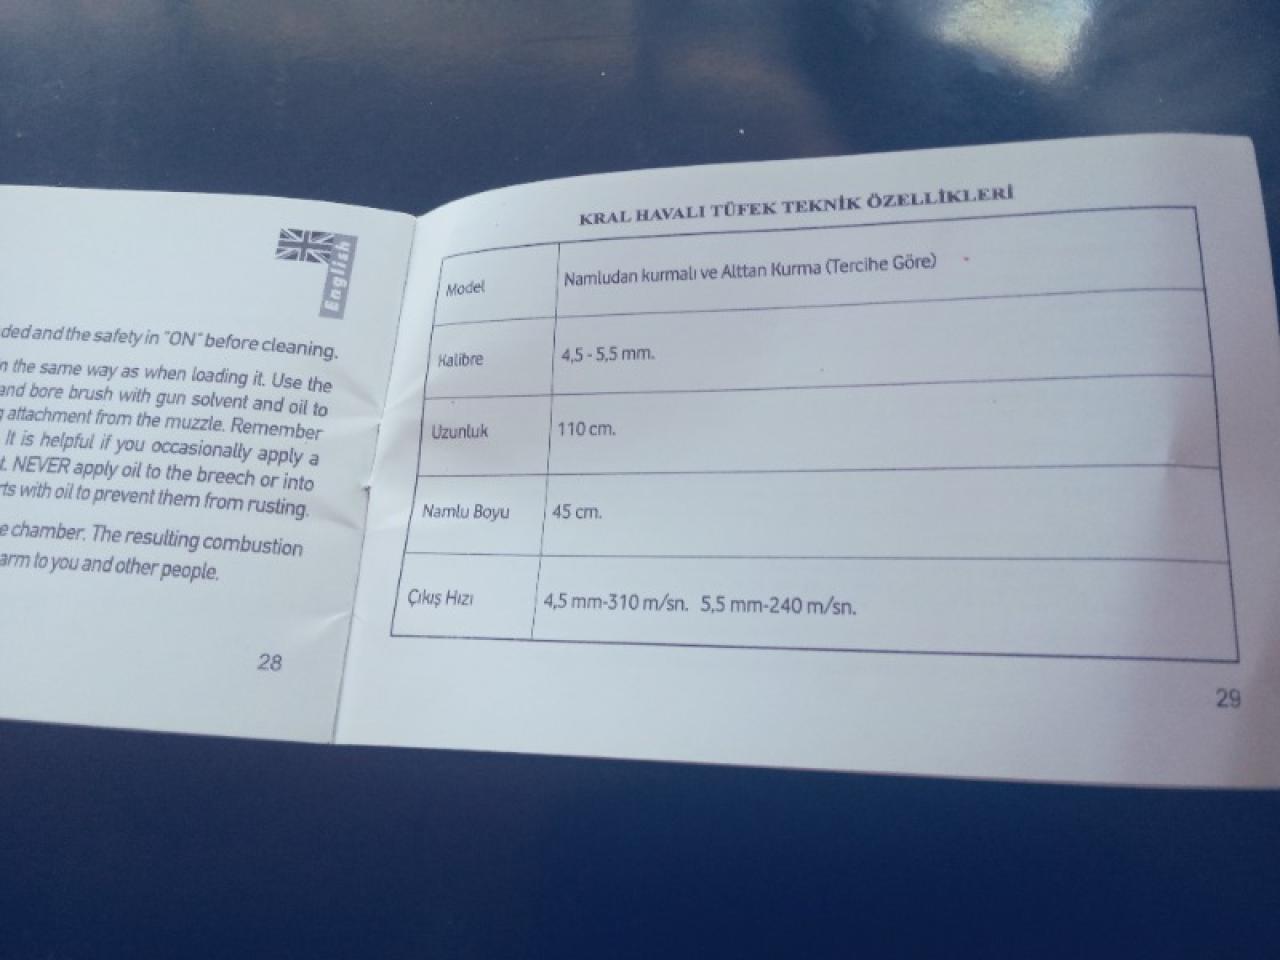 English
ded and the safety in "ON" before cleaning.
n the same way as when loading it. Use the
and bore brush with gun solvent and oil to
g attachment from the muzzle. Remember
It is helpful if you occasionally apply a
t. NEVER apply oil to the breech or into
rts with oil to prevent them from rusting.
e chamber. The resulting combustion
arm to you and other people.
28
KRAL HAVALI TÜFEK TEKNİK ÖZELLİKLERİ
Model Namludan kurmalı ve Alttan Kurma (Tercihe Göre)
Kalibre 4,5 - 5,5 mm.
Uzunluk 110 cm.
Namlu Boyu 45 cm.
Çıkış Hızı 4,5 mm-310 m/sn. 5,5 mm-240 m/sn.
29